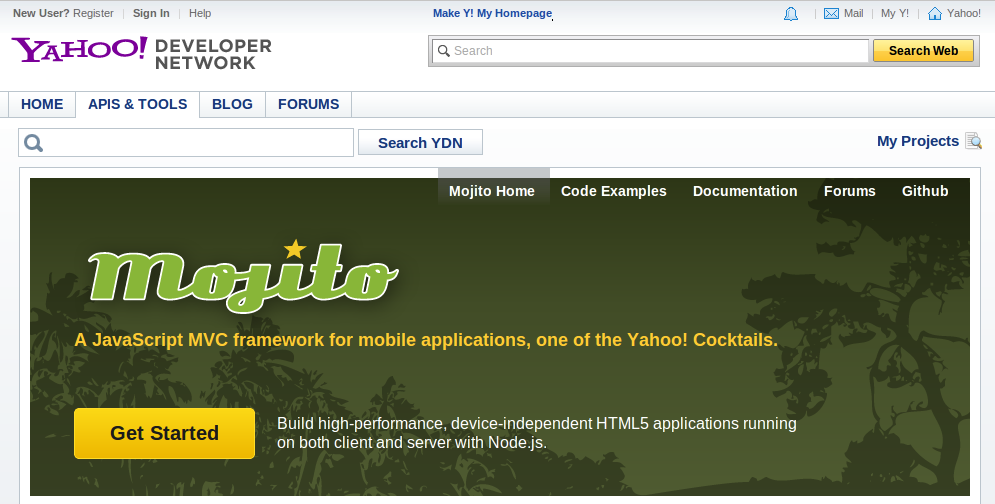 New User? Register Sign In Help Make Y! My Homepage Mail My Y! Yahoo!
YAHOO! DEVELOPER NETWORK
Search Search Web
HOME APIS & TOOLS BLOG FORUMS
Search YDN My Projects
Mojito Home Code Examples Documentation Forums Github
Mojito
A JavaScript MVC framework for mobile applications, one of the Yahoo! Cocktails.
Get Started
Build high-performance, device-independent HTML5 applications running
on both client and server with Node.js.